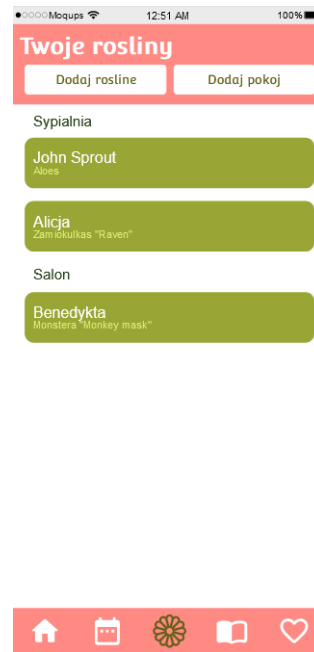 Moqups 12:51 AM 100%
Twoje rosliny
Dodaj rosline Dodaj pokoj
Sypialnia
John Sprout
Aloes
Alicja
Zamiokulkas "Raven"
Salon
Benedykta
Monstera "Monkey mask"